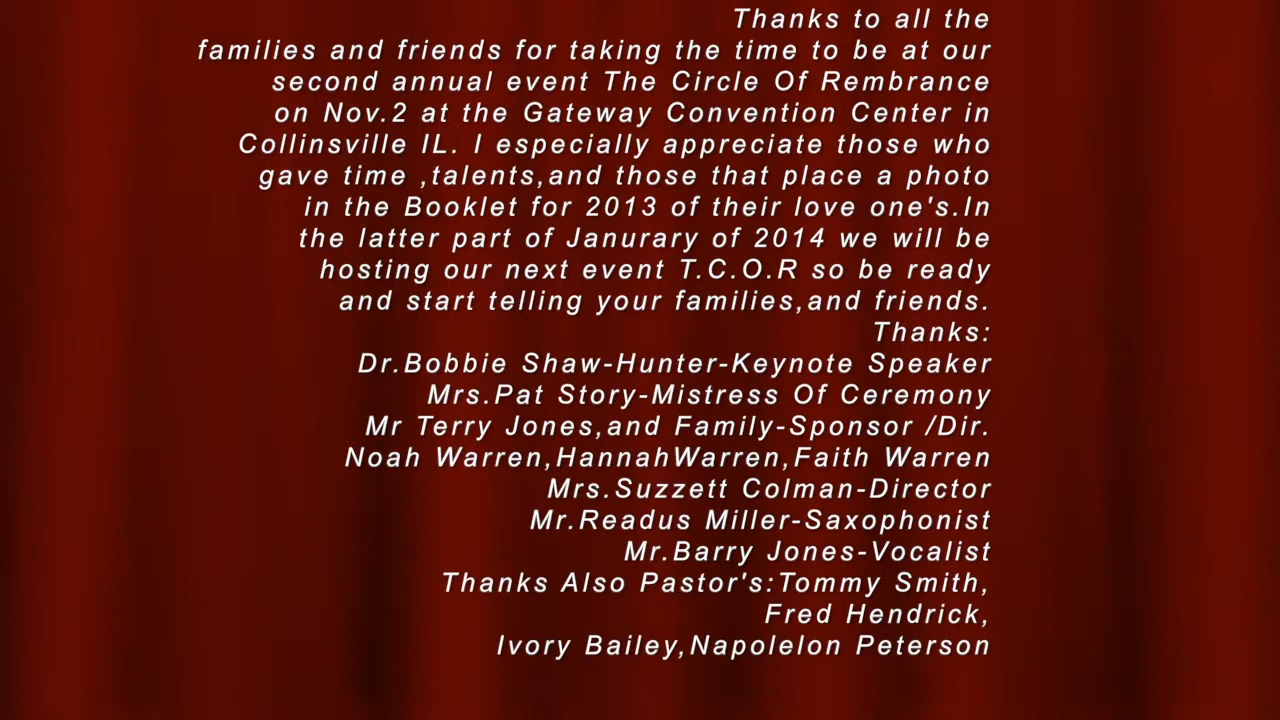 Thanks to all the
families and friends for taking the time to be at our
second annual event The Circle Of Rembrance
on Nov.2 at the Gateway Convention Center in
Collinsville IL. I especially appreciate those who
gave time ,talents,and those that place a photo
in the Booklet for 2013 of their love one's.In
the latter part of Janurary of 2014 we will be
hosting our next event T.C.O.R so be ready
and start telling your families,and friends.
Thanks:
Dr.Bobbie Shaw-Hunter-Keynote Speaker
Mrs.Pat Story-Mistress Of Ceremony
Mr Terry Jones,and Family-Sponsor /Dir.
Noah Warren,HannahWarren,Faith Warren
Mrs.Suzzett Colman-Director
Mr.Readus Miller-Saxophonist
Mr.Barry Jones-Vocalist
Thanks Also Pastor's:Tommy Smith,
Fred Hendrick,
Ivory Bailey,Napolelon Peterson